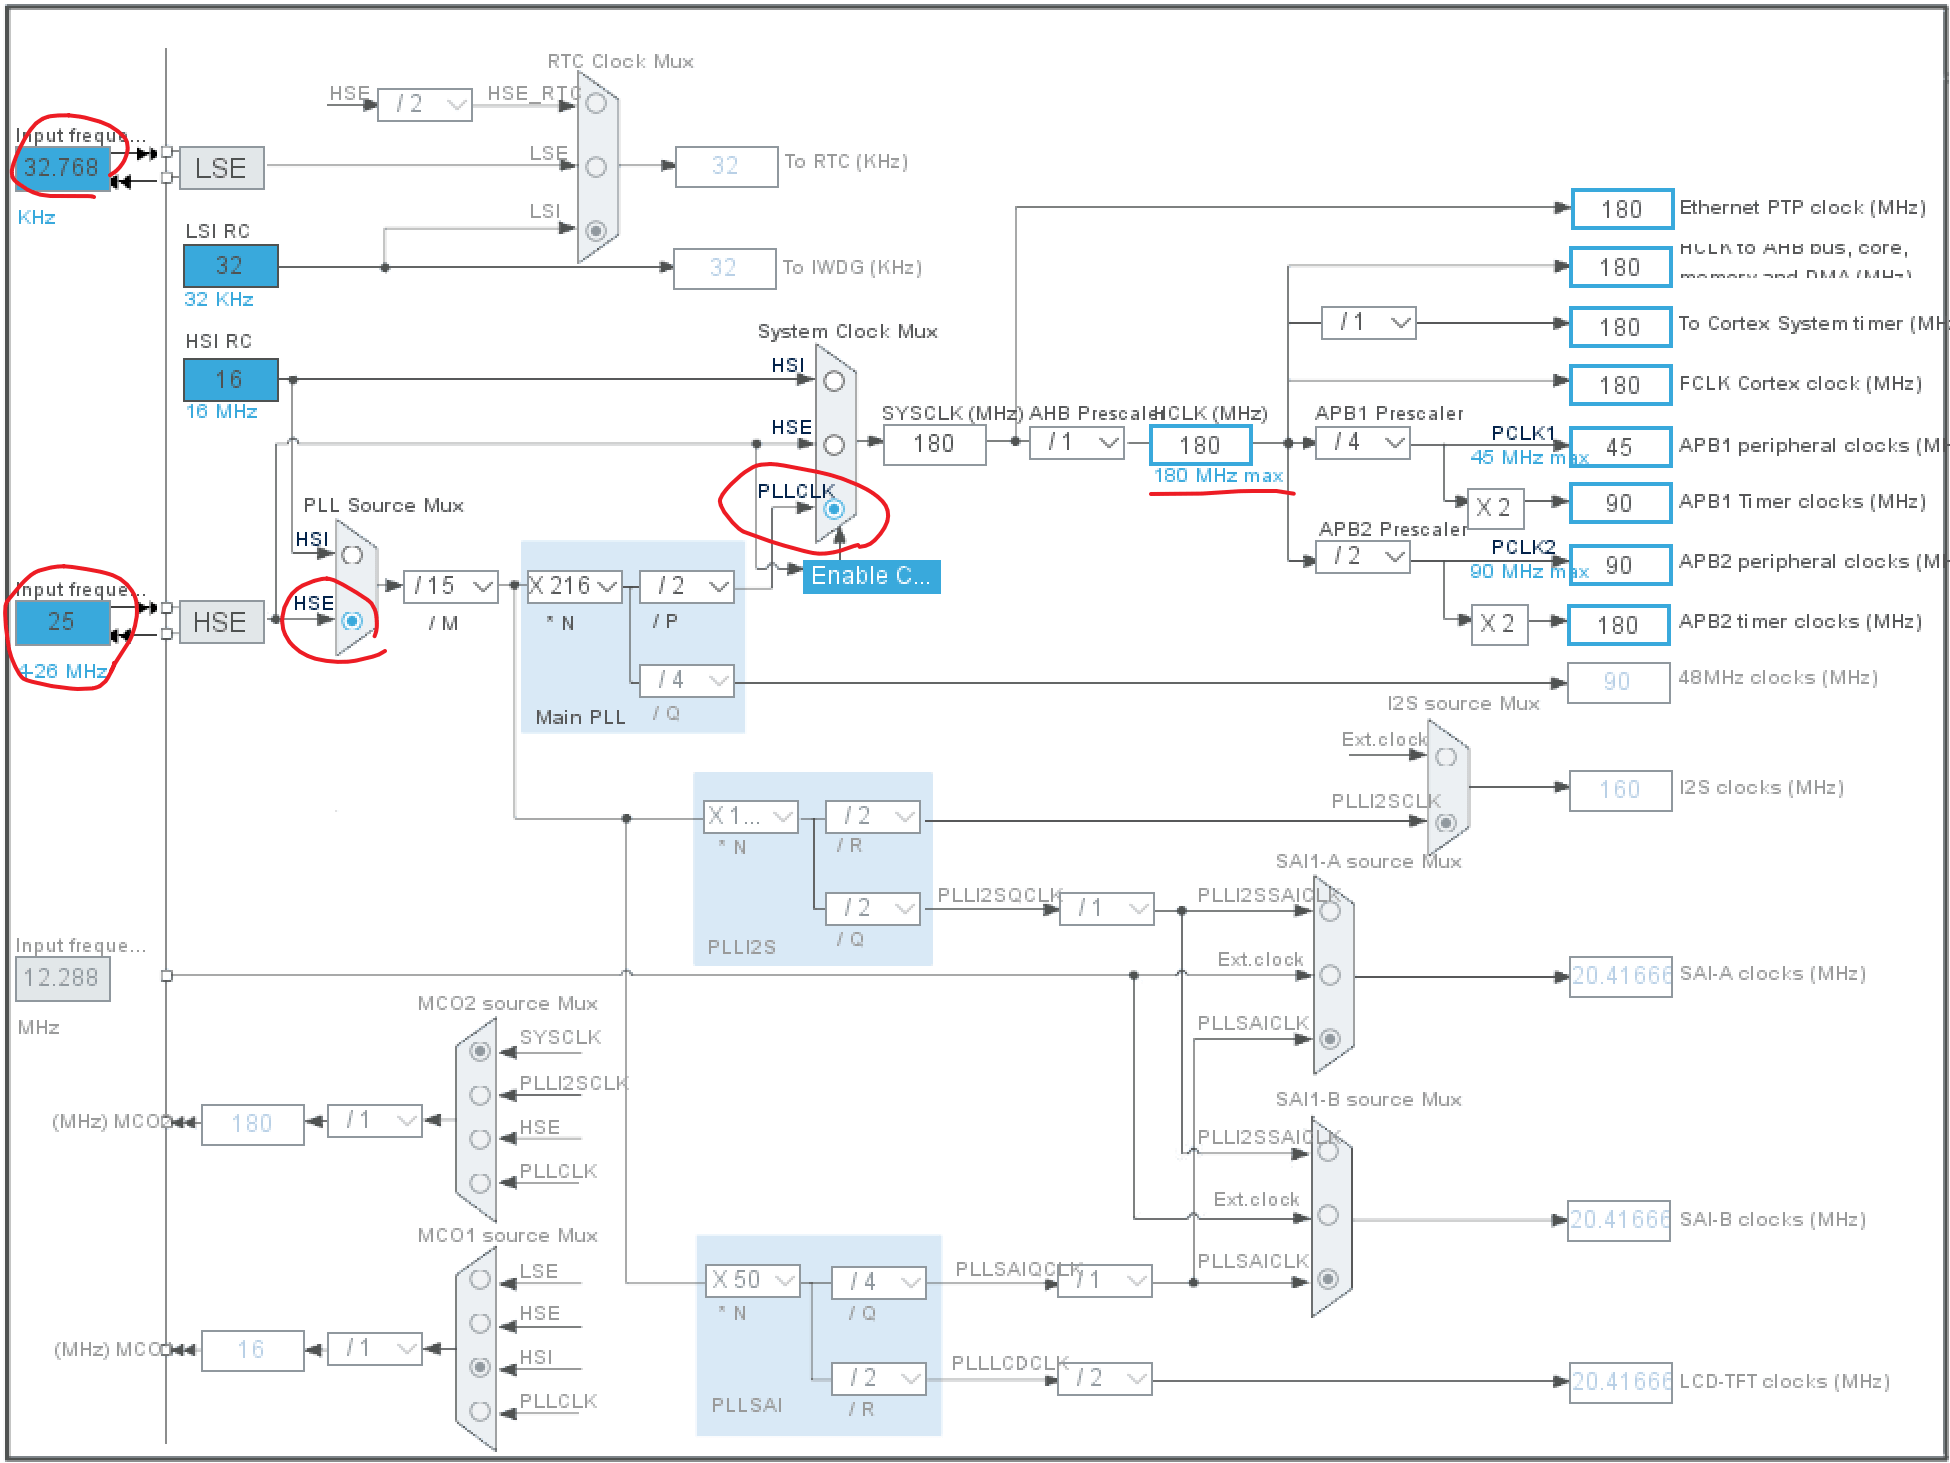 RTC Clock Mux
HSE
/ 2
HSE_RTC
Input freque...
32.768
KHz
LSE
LSE
32
To RTC (KHz)
LSI
LSI RC
32
32 KHz
32
To IWDG (KHz)
180
Ethernet PTP clock (MHz)
180
HCLK to AHB bus, core,
memory and DMA (MHz)
HSI RC
16
16 MHz
System Clock Mux
HSI
HSE
PLLCLK
Enable C...
/ 1
180
To Cortex System timer (MH
180
FCLK Cortex clock (MHz)
SYSCLK (MHz)
180
AHB Prescaler
/ 1
HCLK (MHz)
180
180 MHz max
APB1 Prescaler
/ 4
PCLK1
45 MHz max
45
APB1 peripheral clocks (M
X 2
90
APB1 Timer clocks (MHz)
APB2 Prescaler
/ 2
PCLK2
90 MHz max
90
APB2 peripheral clocks (M
X 2
180
APB2 timer clocks (MHz)
PLL Source Mux
HSI
HSE
Input freque...
25
4-26 MHz
HSE
/ 15
/ M
X 216
* N
/ 2
/ P
/ 4
/ Q
Main PLL
90
48MHz clocks (MHz)
I2S source Mux
Ext.clock
PLLI2SCLK
160
I2S clocks (MHz)
X 1...
* N
/ 2
/ R
/ 2
/ Q
PLLI2S
PLLI2SQCLK
/ 1
SAI1-A source Mux
PLLI2SSAICLK
Ext.clock
PLLSAICLK
20.41666
SAI-A clocks (MHz)
Input freque...
12.288
MHz
MCO2 source Mux
SYSCLK
PLLI2SCLK
HSE
PLLCLK
(MHz) MCO2
180
/ 1
SAI1-B source Mux
PLLI2SSAICLK
Ext.clock
PLLSAICLK
20.41666
SAI-B clocks (MHz)
MCO1 source Mux
LSE
HSE
HSI
PLLCLK
(MHz) MCO
16
/ 1
X 50
* N
/ 4
/ Q
/ 2
/ R
PLLSAI
PLLSAIQCLK
/ 1
PLLLCDCLK
/ 2
20.41666
LCD-TFT clocks (MHz)